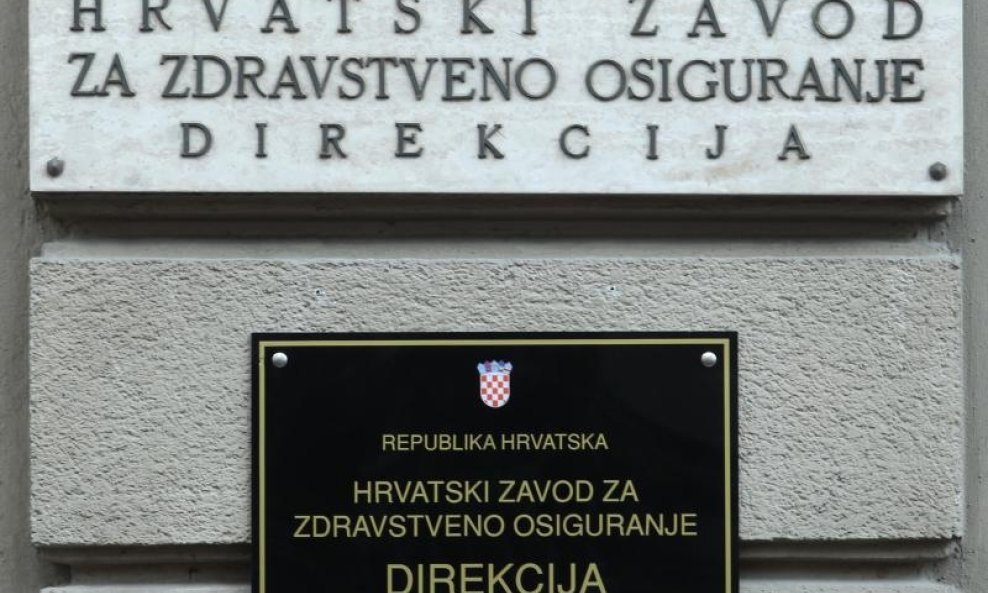 HRVATSKI ZAVOD
ZA ZDRAVSTVENO OSIGURANJE
DIREKCIJA
REPUBLIKA HRVATSKA
HRVATSKI ZAVOD ZA
ZDRAVSTVENO OSIGURANJE
DIREKCIJA